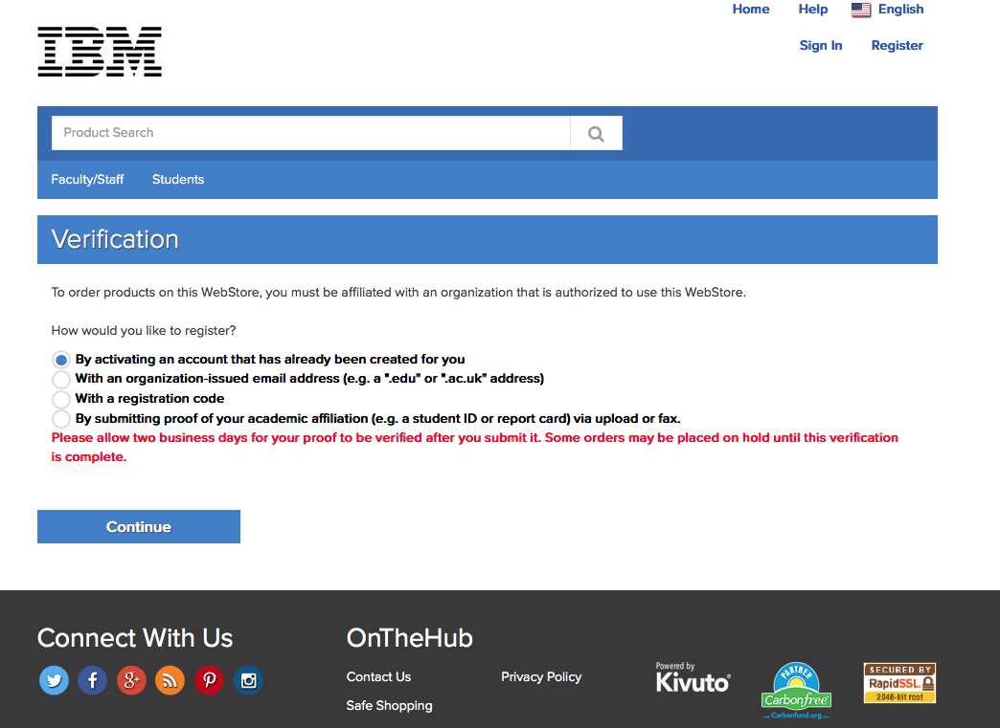 Home Help English
IBM
Sign In Register
Product Search
Faculty/Staff Students
Verification
To order products on this WebStore, you must be affiliated with an organization that is authorized to use this WebStore.
How would you like to register?
By activating an account that has already been created for you
With an organization-issued email address (e.g. a ".edu" or ".ac.uk" address)
With a registration code
By submitting proof of your academic affiliation (e.g. a student ID or report card) via upload or fax.
Please allow two business days for your proof to be verified after you submit it. Some orders may be placed on hold until this verification
is complete.
Continue
Connect With Us
g+
OnTheHub
Contact Us Privacy Policy
Safe Shopping
Powered by
Kivuto®
PARTNER
Carbonfree®
Carbonfund.org
SECURED BY
RapidSSL.
2048-bit root